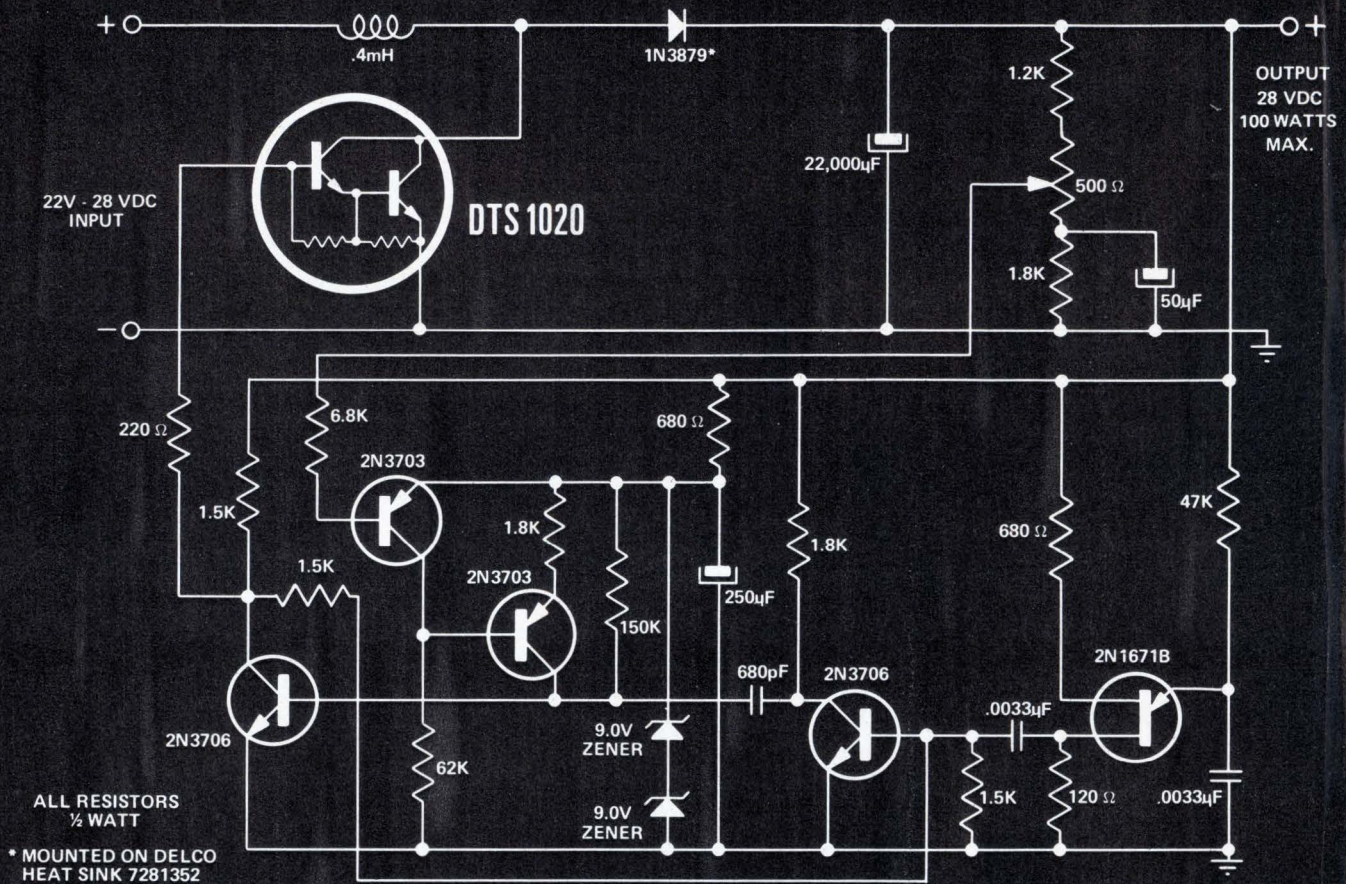 +
.4mH
1N3879*
+
OUTPUT
28 VDC
100 WATTS
MAX.
1.2K
22,000µF
500 Ω
22V - 28 VDC
INPUT
DTS 1020
1.8K
50µF
−
220 Ω
6.8K
680 Ω
2N3703
1.5K
1.8K
1.8K
680 Ω
47K
1.5K
2N3703
250µF
150K
2N3706
680pF
2N3706
2N1671B
.0033µF
9.0V
ZENER
62K
1.5K
120 Ω
.0033µF
9.0V
ZENER
ALL RESISTORS
½ WATT
* MOUNTED ON DELCO
HEAT SINK 7281352